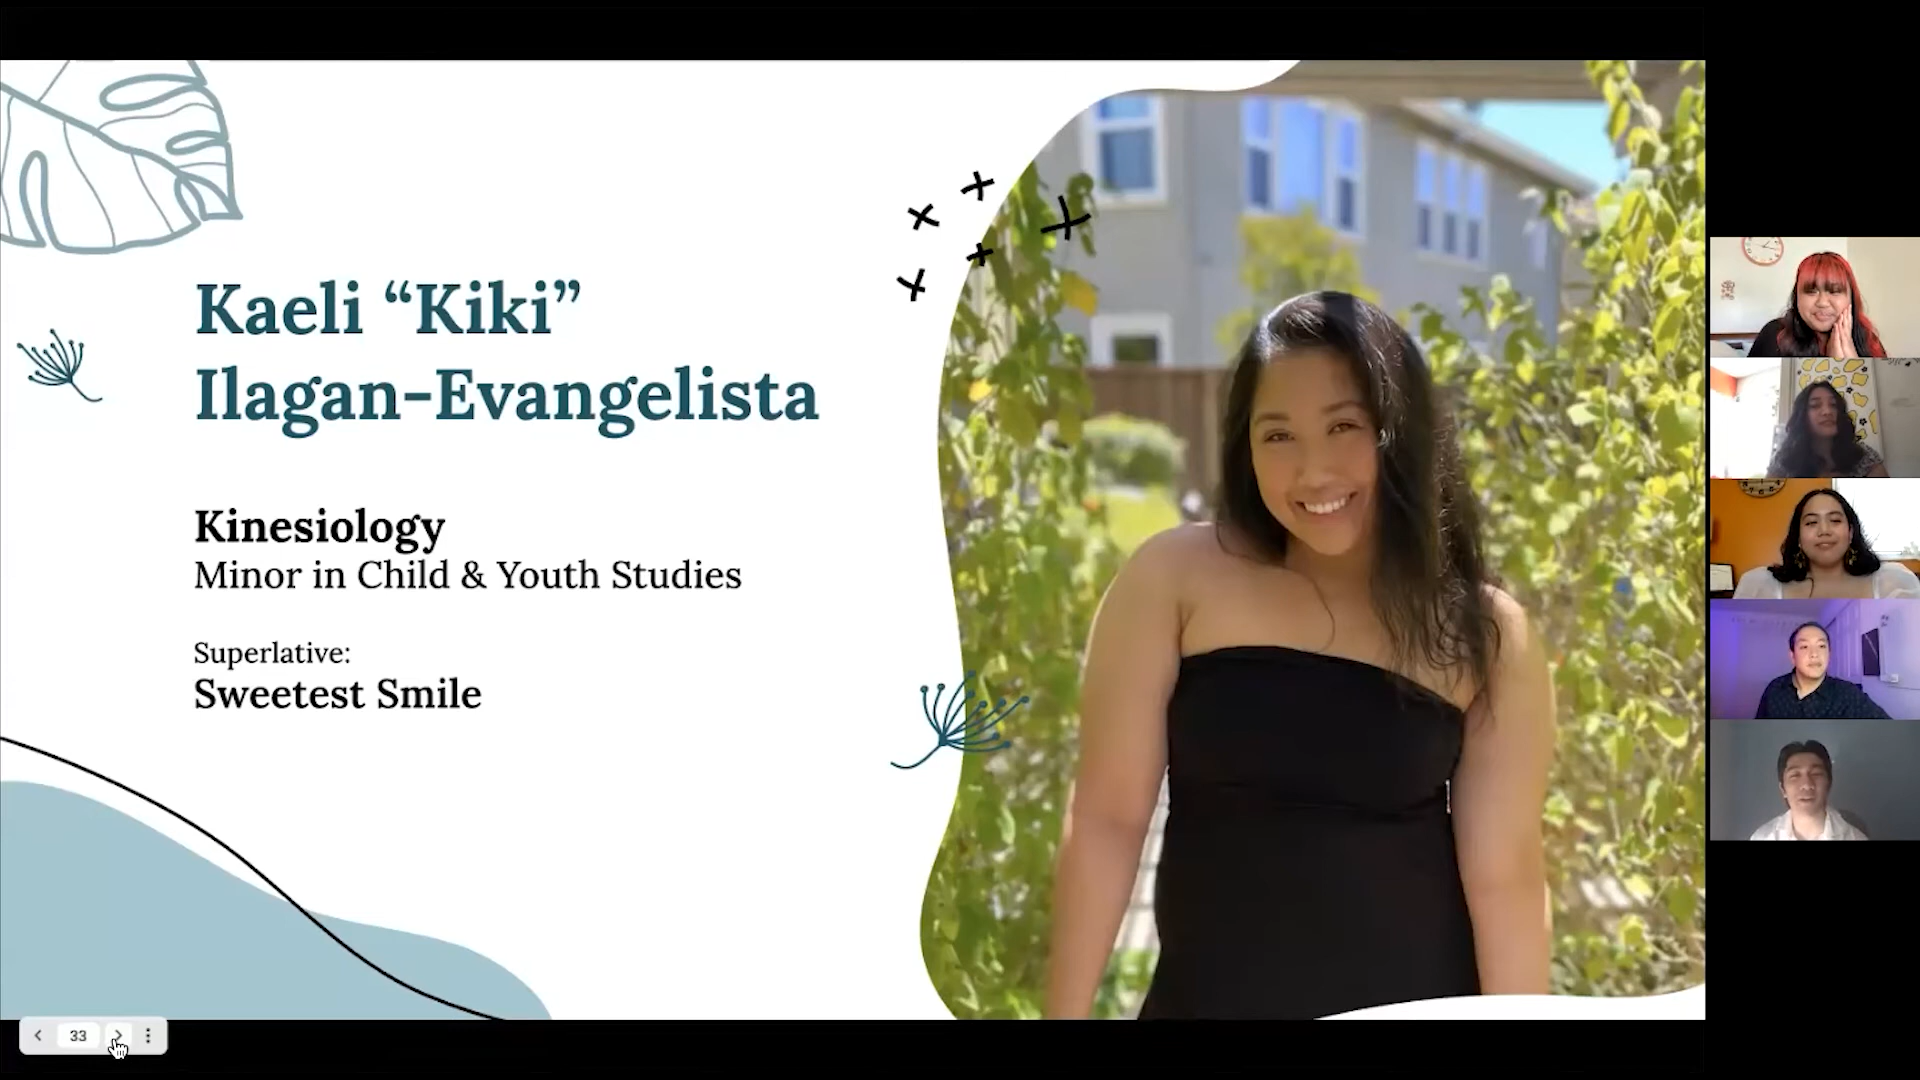 Kaeli “Kiki”
Ilagan-Evangelista
Kinesiology
Minor in Child & Youth Studies
Superlative:
Sweetest Smile
33